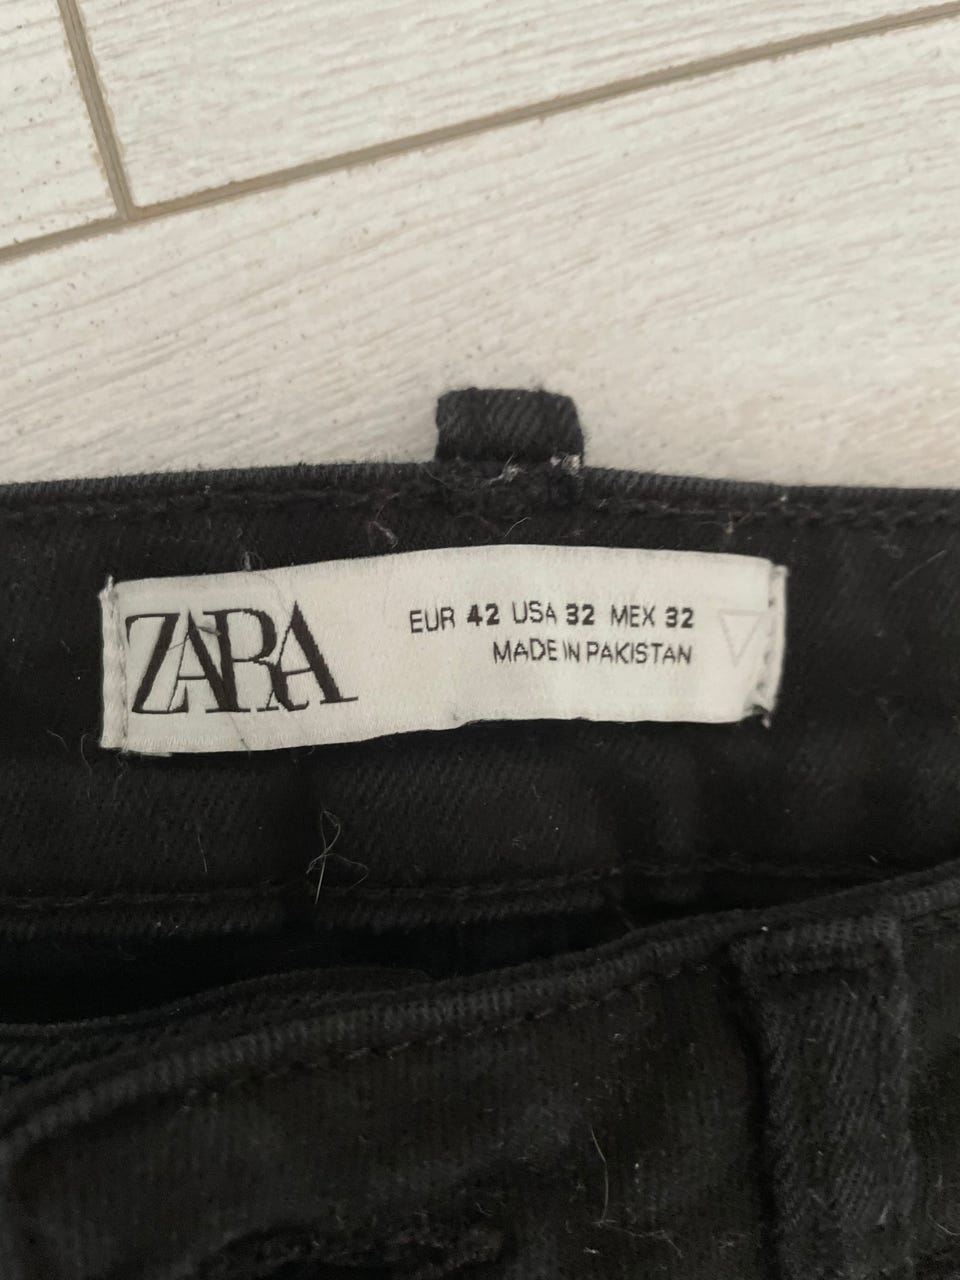 ZARA
EUR 42 USA 32 MEX 32
MADE IN PAKISTAN